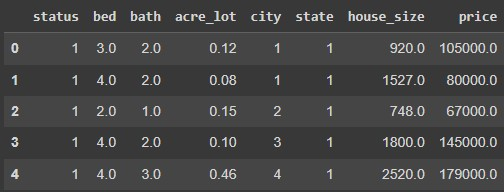 status bed bath acre_lot city state house_size price
0 1 3.0 2.0 0.12 1 1 920.0 105000.0
1 1 4.0 2.0 0.08 1 1 1527.0 80000.0
2 1 2.0 1.0 0.15 2 1 748.0 67000.0
3 1 4.0 2.0 0.10 3 1 1800.0 145000.0
4 1 4.0 3.0 0.46 4 1 2520.0 179000.0